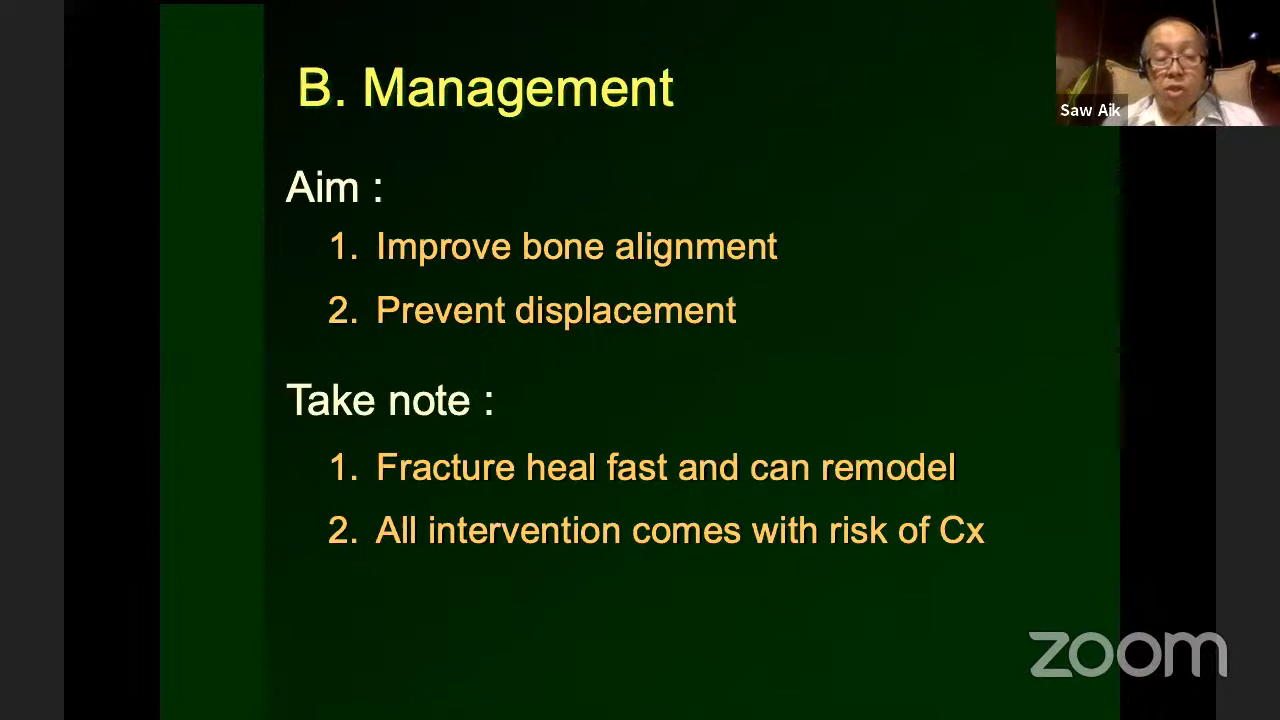 B. Management
Saw Aik
Aim :
1. Improve bone alignment
2. Prevent displacement
Take note :
1. Fracture heal fast and can remodel
2. All intervention comes with risk of Cx
zoom